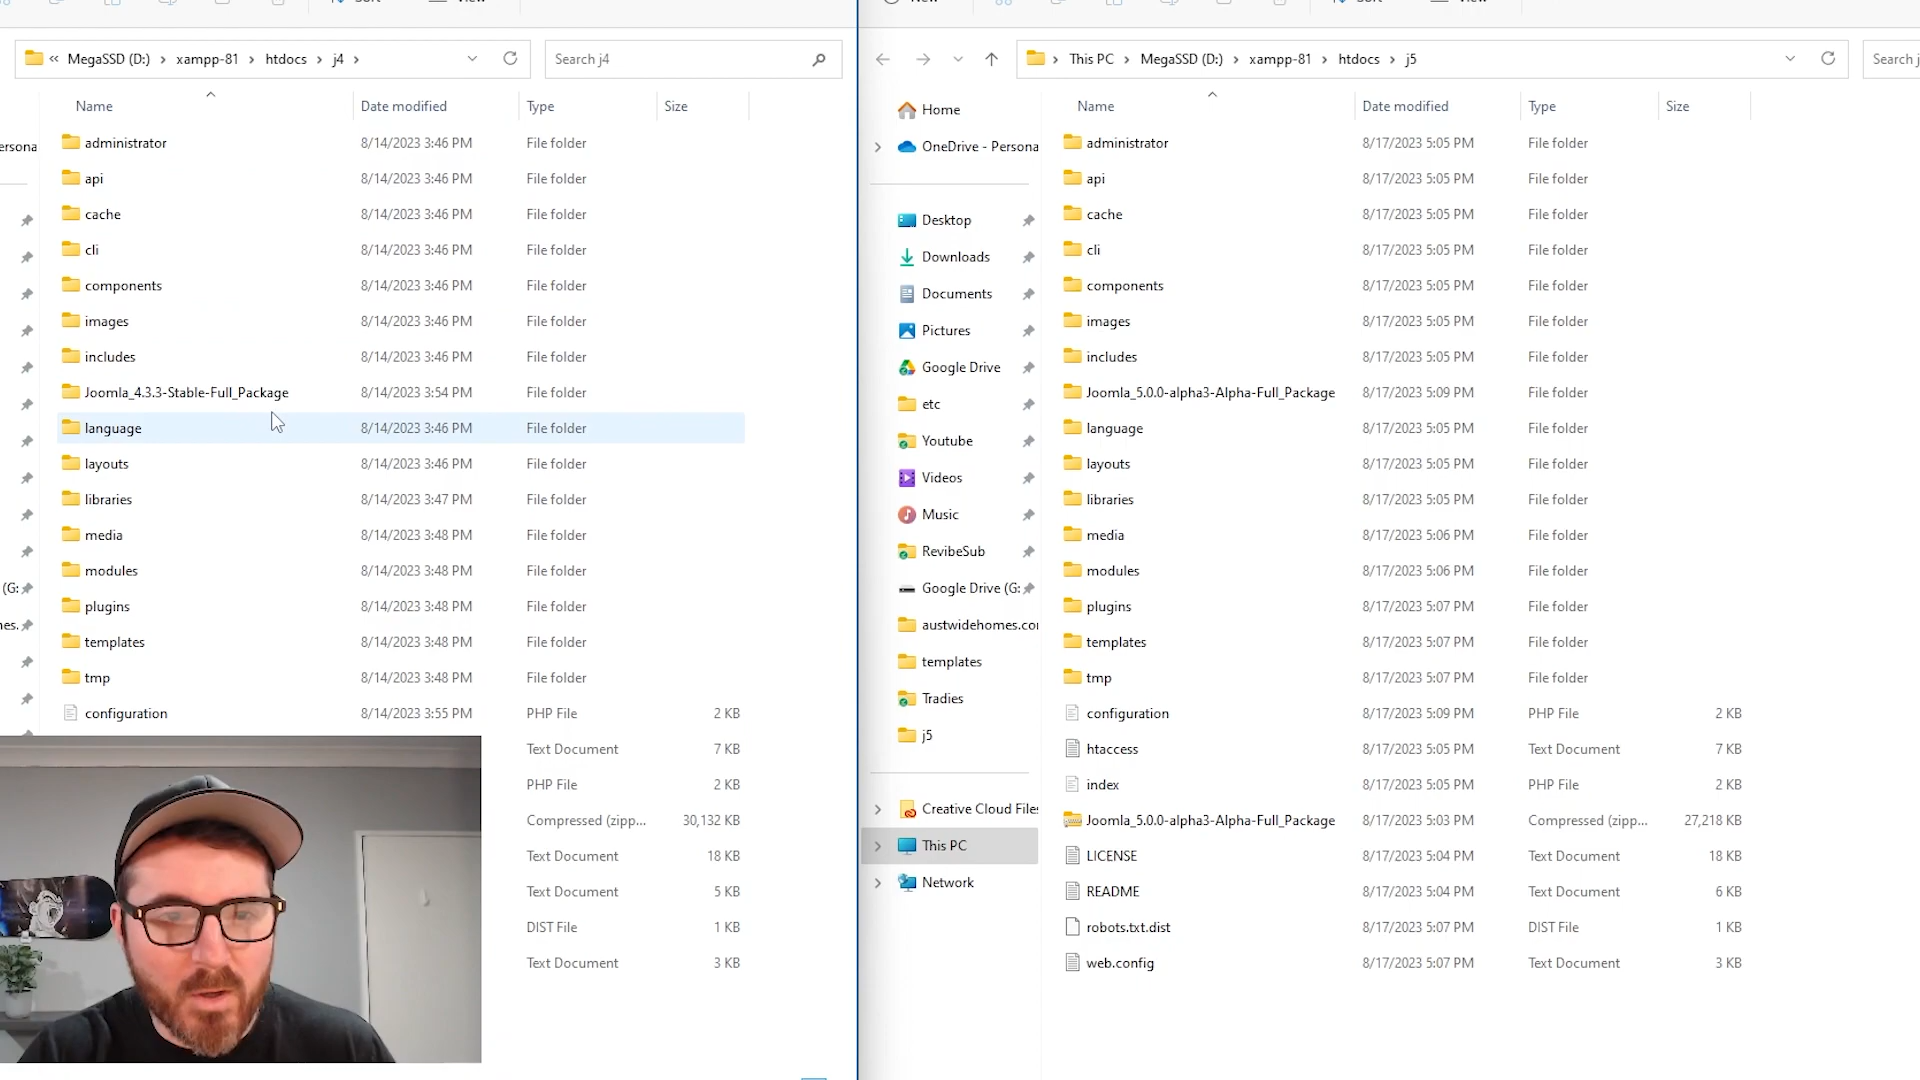 Sort
View
New
Sort
View
« MegaSSD (D:) › xampp-81 › htdocs › j4 ›
Search j4
This PC › MegaSSD (D:) › xampp-81 › htdocs › j5
Search j
Name Date modified Type Size
administrator 8/14/2023 3:46 PM File folder
api 8/14/2023 3:46 PM File folder
cache 8/14/2023 3:46 PM File folder
cli 8/14/2023 3:46 PM File folder
components 8/14/2023 3:46 PM File folder
images 8/14/2023 3:46 PM File folder
includes 8/14/2023 3:46 PM File folder
Joomla_4.3.3-Stable-Full_Package 8/14/2023 3:54 PM File folder
language 8/14/2023 3:46 PM File folder
layouts 8/14/2023 3:46 PM File folder
libraries 8/14/2023 3:47 PM File folder
media 8/14/2023 3:48 PM File folder
modules 8/14/2023 3:48 PM File folder
plugins 8/14/2023 3:48 PM File folder
templates 8/14/2023 3:48 PM File folder
tmp 8/14/2023 3:48 PM File folder
configuration 8/14/2023 3:55 PM PHP File 2 KB
Text Document 7 KB
PHP File 2 KB
Compressed (zipp... 30,132 KB
Text Document 18 KB
Text Document 5 KB
DIST File 1 KB
Text Document 3 KB
ersona
(G:
nes.
Home
OneDrive - Persona
Desktop
Downloads
Documents
Pictures
Google Drive
etc
Youtube
Videos
Music
RevibeSub
Google Drive (G:
austwidehomes.co
templates
Tradies
j5
Creative Cloud Files
This PC
Network
Name Date modified Type Size
administrator 8/17/2023 5:05 PM File folder
api 8/17/2023 5:05 PM File folder
cache 8/17/2023 5:05 PM File folder
cli 8/17/2023 5:05 PM File folder
components 8/17/2023 5:05 PM File folder
images 8/17/2023 5:05 PM File folder
includes 8/17/2023 5:05 PM File folder
Joomla_5.0.0-alpha3-Alpha-Full_Package 8/17/2023 5:09 PM File folder
language 8/17/2023 5:05 PM File folder
layouts 8/17/2023 5:05 PM File folder
libraries 8/17/2023 5:05 PM File folder
media 8/17/2023 5:06 PM File folder
modules 8/17/2023 5:06 PM File folder
plugins 8/17/2023 5:07 PM File folder
templates 8/17/2023 5:07 PM File folder
tmp 8/17/2023 5:07 PM File folder
configuration 8/17/2023 5:09 PM PHP File 2 KB
htaccess 8/17/2023 5:05 PM Text Document 7 KB
index 8/17/2023 5:05 PM PHP File 2 KB
Joomla_5.0.0-alpha3-Alpha-Full_Package 8/17/2023 5:03 PM Compressed (zipp... 27,218 KB
LICENSE 8/17/2023 5:04 PM Text Document 18 KB
README 8/17/2023 5:04 PM Text Document 6 KB
robots.txt.dist 8/17/2023 5:07 PM DIST File 1 KB
web.config 8/17/2023 5:07 PM Text Document 3 KB